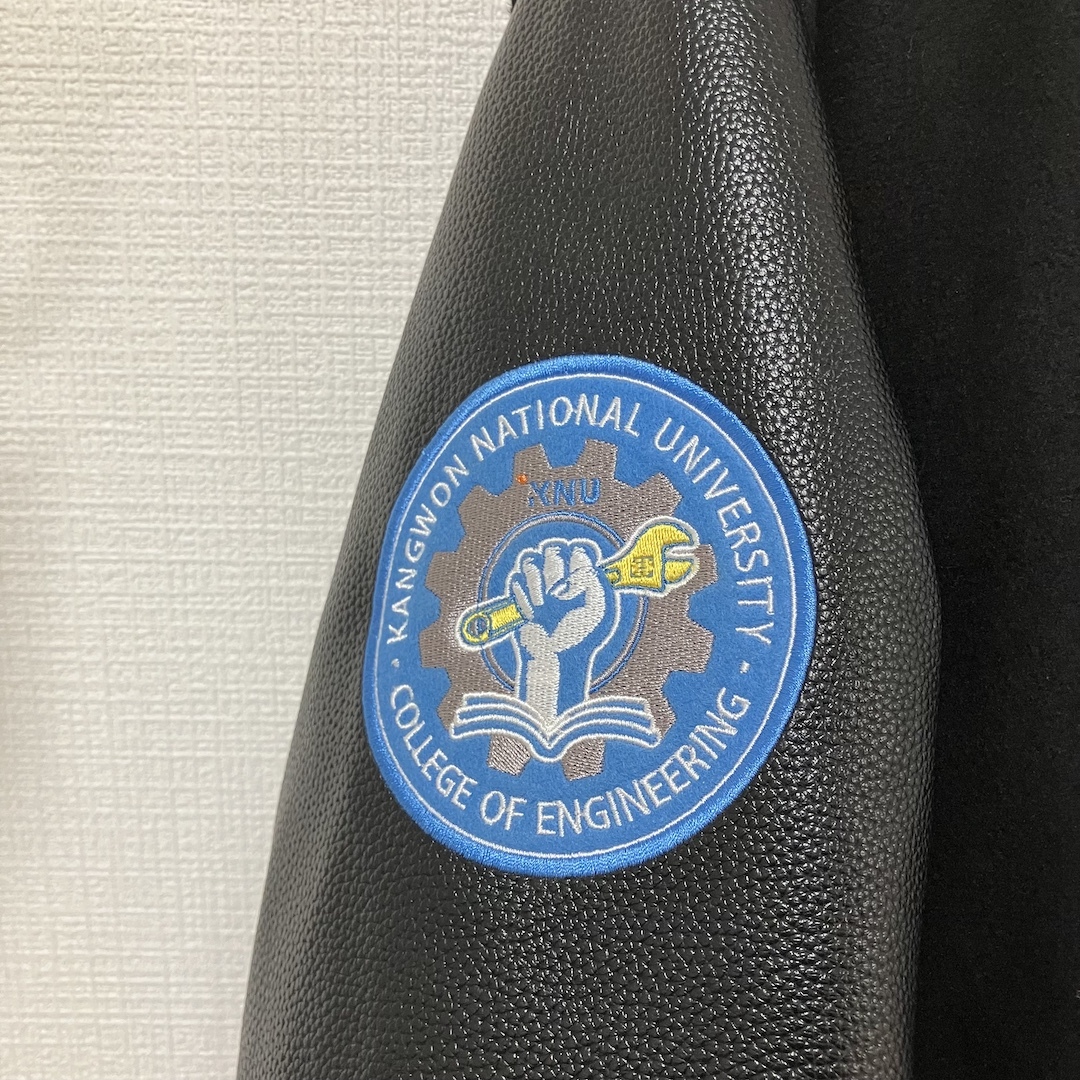 KANGWON NATIONAL UNIVERSITY
KNU
COLLEGE OF ENGINEERING